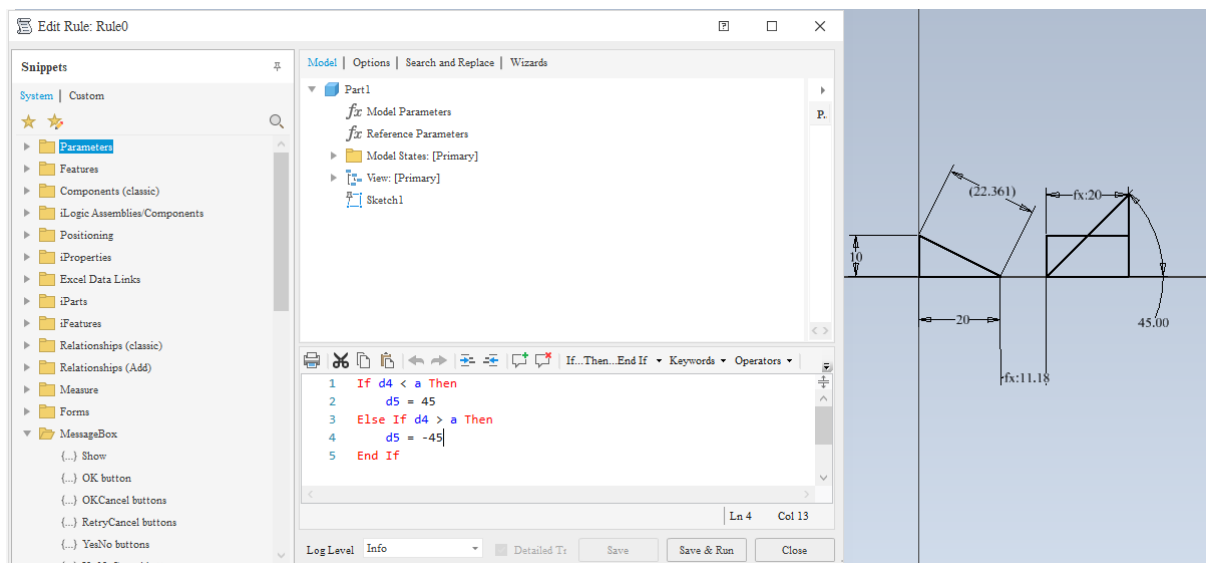 Edit Rule: Rule0
Snippets
System | Custom
Parameters
Features
Components (classic)
iLogic Assemblies/Components
Positioning
iProperties
Excel Data Links
iParts
iFeatures
Relationships (classic)
Relationships (Add)
Measure
Forms
MessageBox
{...} Show
{...} OK button
{...} OKCancel buttons
{...} RetryCancel buttons
{...} YesNo buttons
Model | Options | Search and Replace | Wizards
Part1
fx Model Parameters
fx Reference Parameters
Model States: [Primary]
View: [Primary]
Sketch1
P..
If...Then...End If Keywords Operators
1 If d4 < a Then
2 d5 = 45
3 Else If d4 > a Then
4 d5 = -45
5 End If
Ln 4 Col 13
Log Level Info Detailed Tr Save Save & Run Close
(22.361)
fx:20
10
20
45.00
fx:11.18